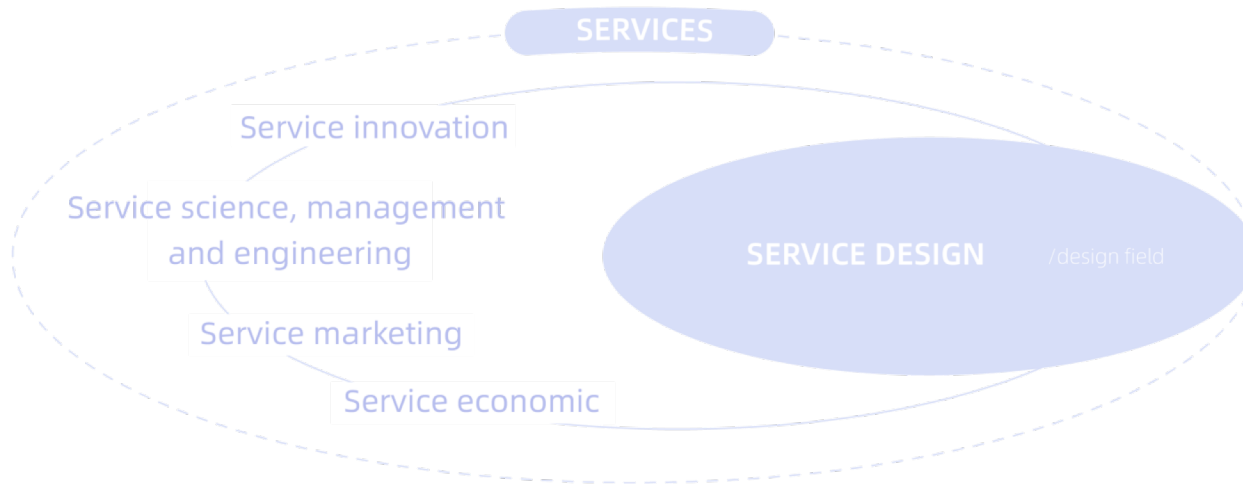 SERVICES
Service innovation
Service science, management
and engineering
SERVICE DESIGN /design field
Service marketing
Service economic